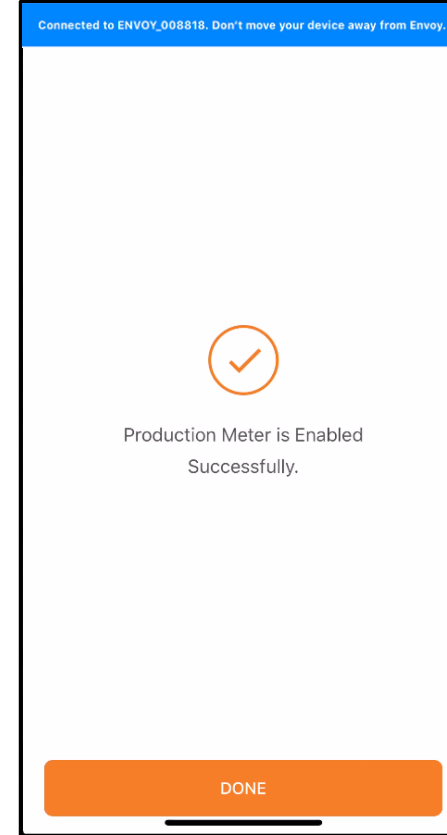 Connected to ENVOY_008818. Don't move your device away from Envoy.
Production Meter is Enabled
Successfully.
DONE